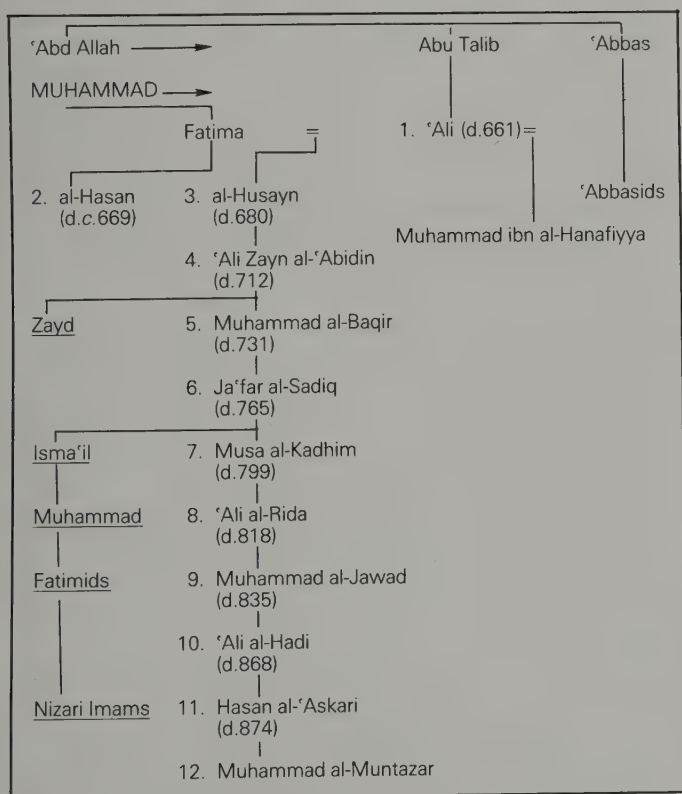 ʿAbd Allah
Abu Talib
ʿAbbas
MUHAMMAD
Fatima =
1. ʿAli (d.661)=
2. al-Hasan
(d.c.669)
3. al-Husayn
(d.680)
ʿAbbasids
Muhammad ibn al-Hanafiyya
4. ʿAli Zayn al-ʿAbidin
(d.712)
Zayd
5. Muhammad al-Baqir
(d.731)
6. Jaʿfar al-Sadiq
(d.765)
Ismaʿil
7. Musa al-Kadhim
(d.799)
Muhammad
8. ʿAli al-Rida
(d.818)
Fatimids
9. Muhammad al-Jawad
(d.835)
10. ʿAli al-Hadi
(d.868)
Nizari Imams
11. Hasan al-ʿAskari
(d.874)
12. Muhammad al-Muntazar